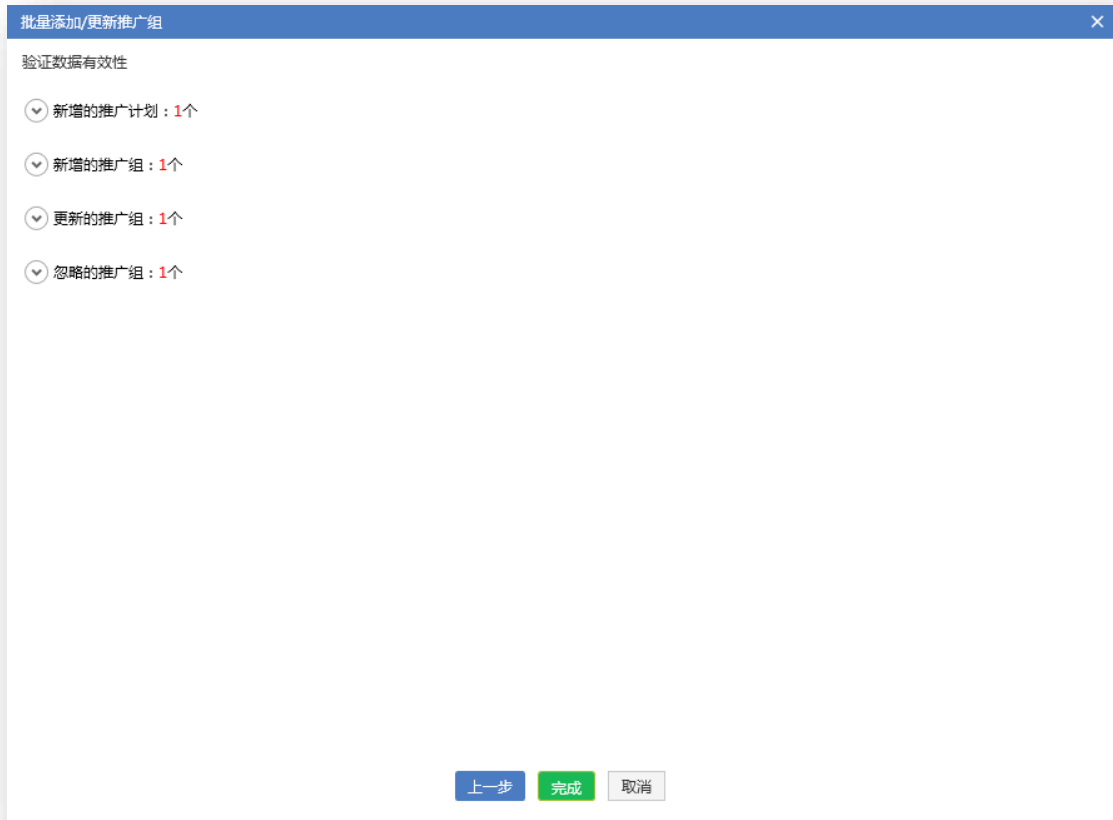 批量添加/更新推广组
验证数据有效性
新增的推广计划：1个
新增的推广组：1个
更新的推广组：1个
忽略的推广组：1个
上一步 完成 取消